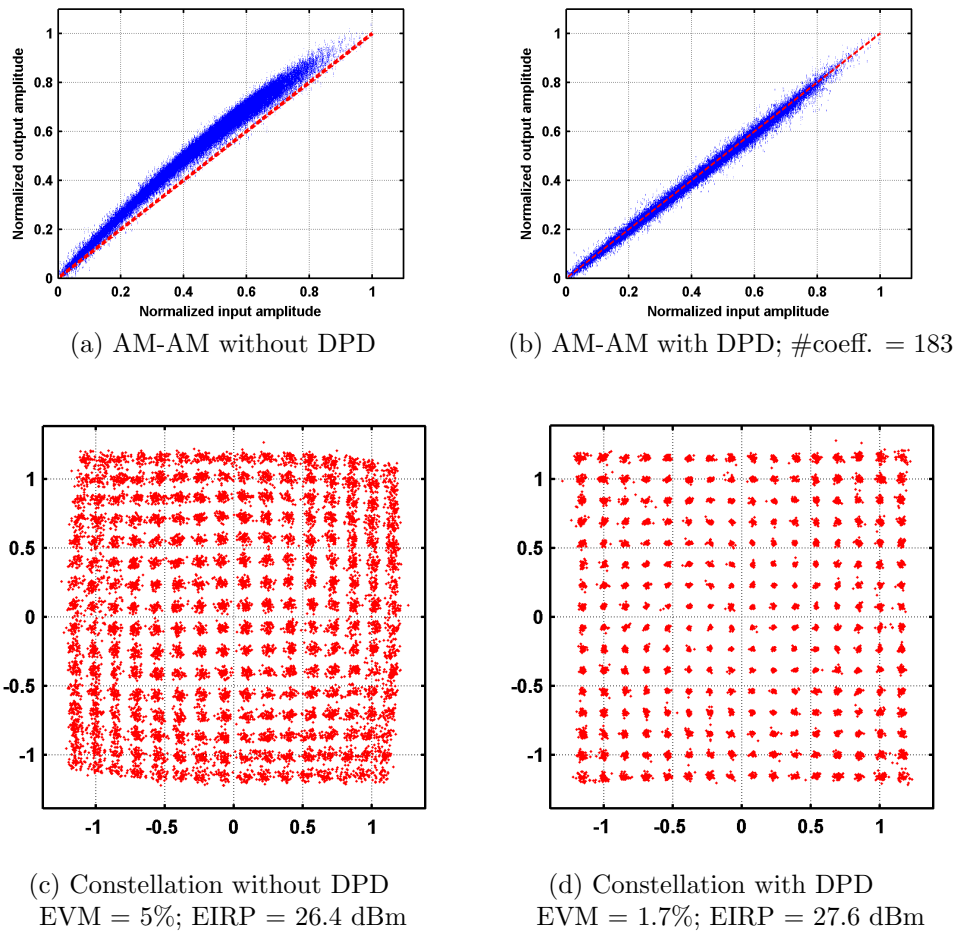 Normalized output amplitude
1
0.8
0.6
0.4
0.2
0
0 0.2 0.4 0.6 0.8 1
Normalized input amplitude
(a) AM-AM without DPD
Normalized output amplitude
1
0.8
0.6
0.4
0.2
0
0 0.2 0.4 0.6 0.8 1
Normalized input amplitude
(b) AM-AM with DPD; #coeff. = 183
1
0.5
0
-0.5
-1
-1 -0.5 0 0.5 1
(c) Constellation without DPD
EVM = 5%; EIRP = 26.4 dBm
1
0.5
0
-0.5
-1
-1 -0.5 0 0.5 1
(d) Constellation with DPD
EVM = 1.7%; EIRP = 27.6 dBm